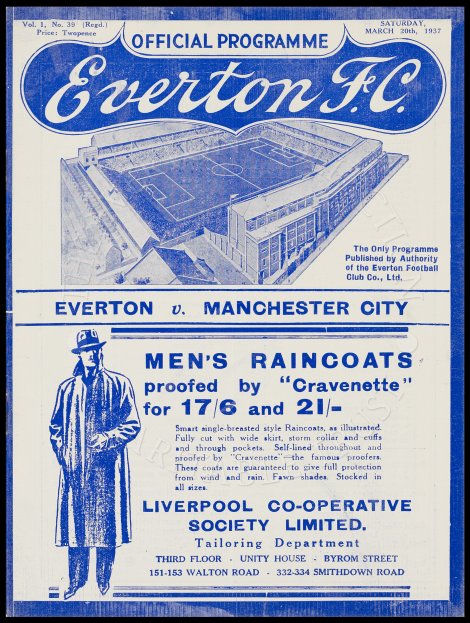 Vol. 1, No. 39 (Regd.)
Price: Twopence
SATURDAY,
MARCH 20th, 1937
OFFICIAL PROGRAMME
Everton F.C.
The Only Programme
Published by Authority
of the Everton Football
Club Co., Ltd.
EVERTON v. MANCHESTER CITY
MEN'S RAINCOATS
proofed by "Cravenette"
for 17/6 and 21/-
Smart single-breasted style Raincoats, as illustrated.
Fully cut with wide skirt, storm collar and cuffs
and through pockets. Self-lined throughout and
proofed by "Cravenette"—the famous proofers.
These coats are guaranteed to give full protection
from wind and rain. Fawn shades. Stocked in
all sizes.
LIVERPOOL CO-OPERATIVE
SOCIETY LIMITED.
Tailoring Department
THIRD FLOOR · UNITY HOUSE · BYROM STREET
151-153 WALTON ROAD · 332-334 SMITHDOWN ROAD